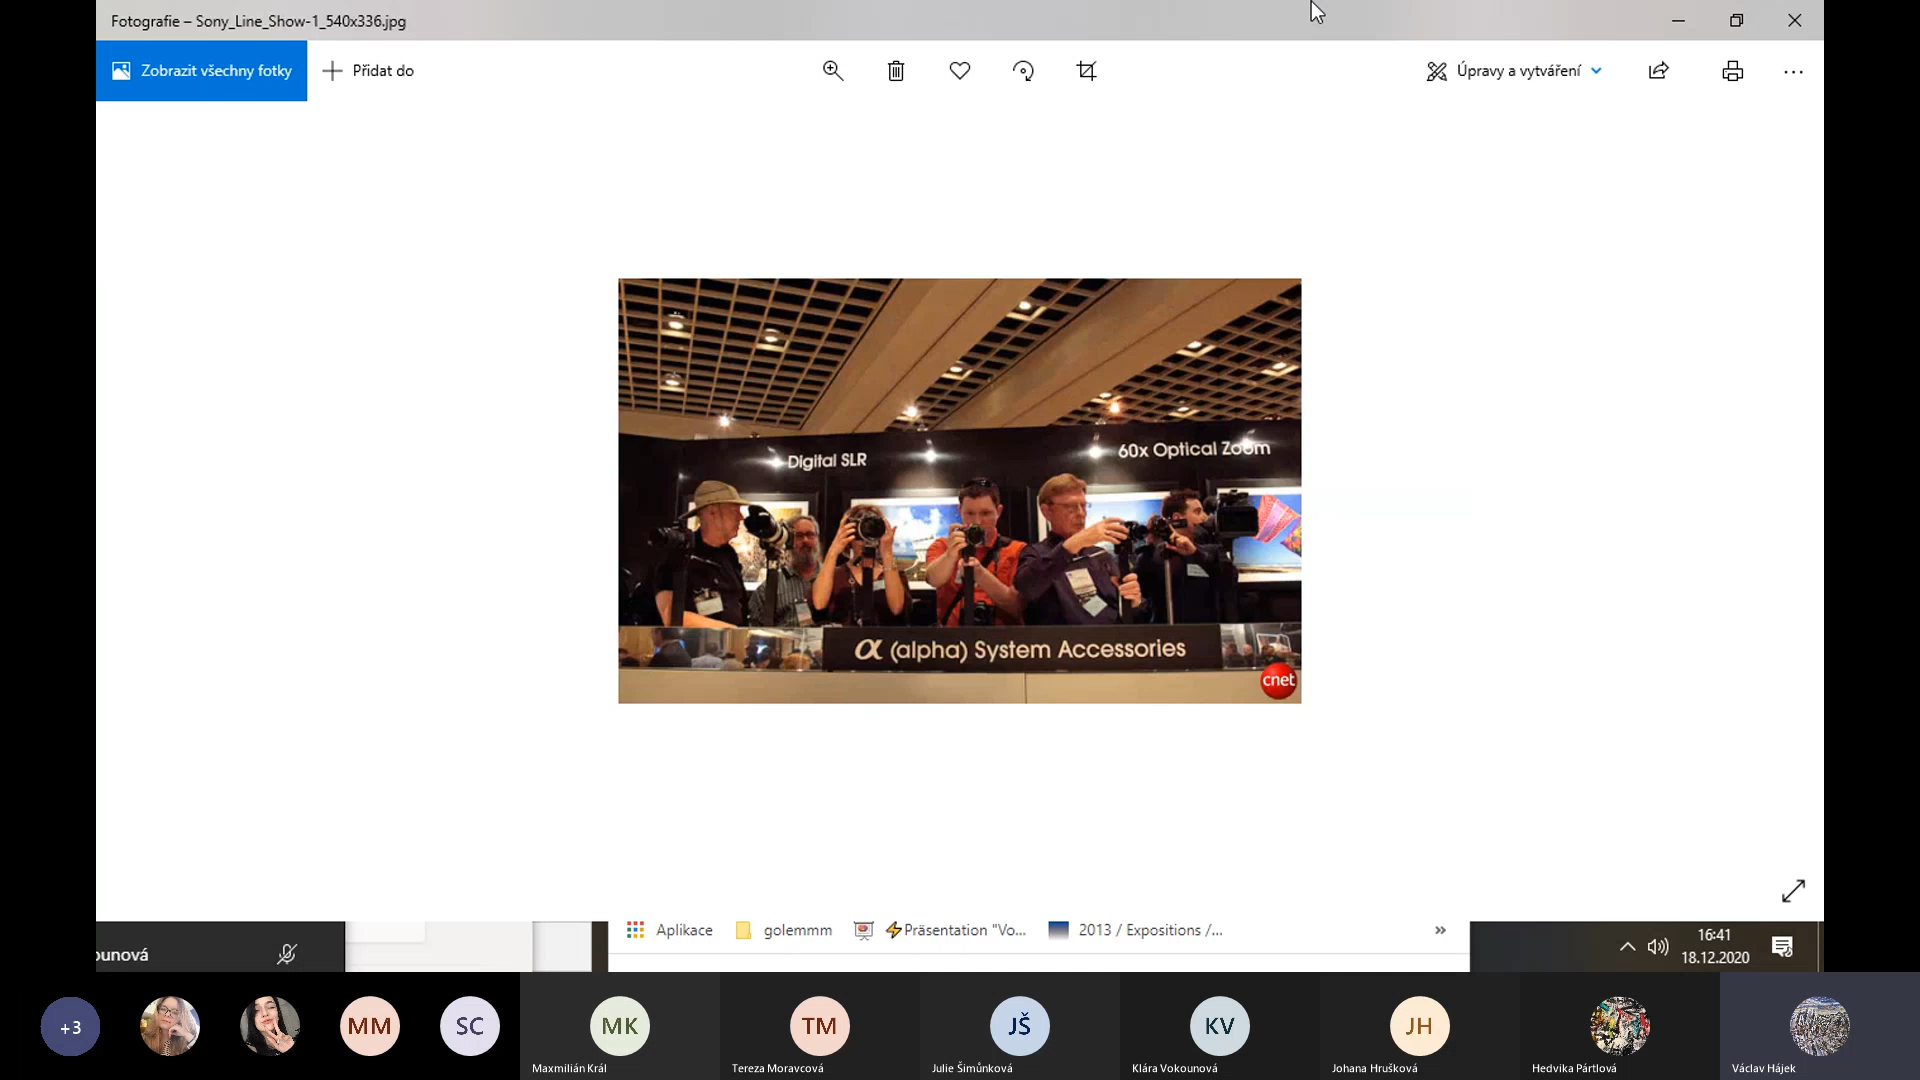 Fotografie – Sony_Line_Show-1_540x336.jpg
Zobrazit všechny fotky
Přidat do
Úpravy a vytváření
Digital SLR
60x Optical Zoom
α (alpha) System Accessories
cnet
Aplikace
golemmm
⚡Präsentation "Vo...
2013 / Expositions /...
»
16:41
18.12.2020
ounová
+3
MM
SC
MK
TM
JŠ
KV
JH
Maxmilián Král
Tereza Moravcová
Julie Šimůnková
Klára Vokounová
Johana Hrušková
Hedvika Pártlová
Václav Hájek